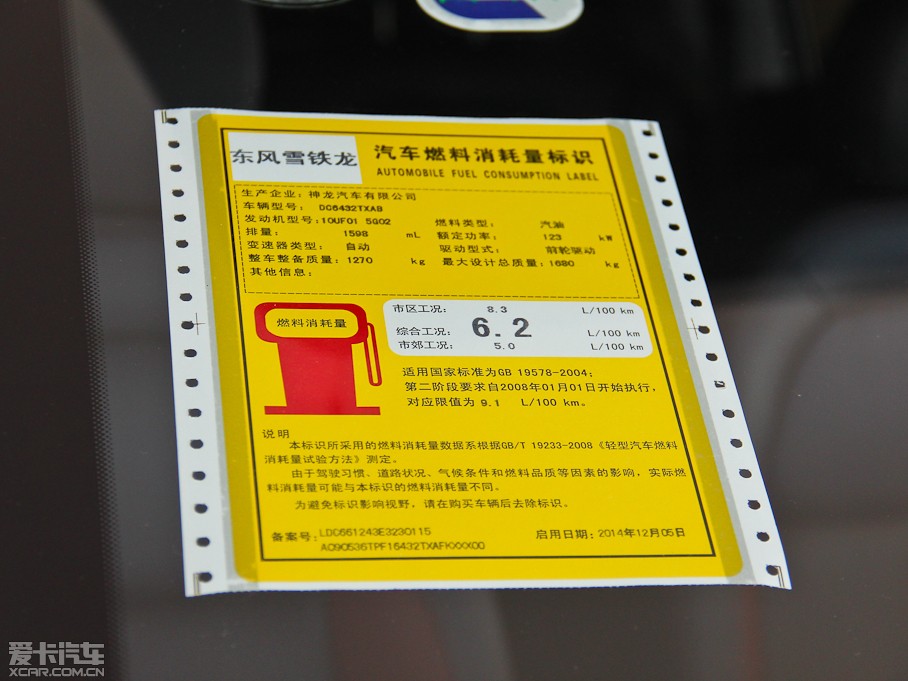 东风雪铁龙
汽车燃料消耗量标识
AUTOMOBILE FUEL CONSUMPTION LABEL
生产企业：神龙汽车有限公司
车辆型号： DC6432TXAB
发动机型号：10UF01 5G02 燃料类型： 汽油
排量： 1598 mL 额定功率： 123 kW
变速器类型： 自动 驱动型式： 前轮驱动
整车整备质量：1270 kg 最大设计总质量：1680 kg
其他信息：
燃料消耗量
市区工况： 8.3 L/100 km
综合工况： 6.2 L/100 km
市郊工况： 5.0 L/100 km
适用国家标准为GB 19578-2004；
第二阶段要求自2008年01月01日开始执行，
对应限值为 9.1 L/100 km。
说明
本标识所采用的燃料消耗量数据系根据GB/T 19233-2008《轻型汽车燃料
消耗量试验方法》测定。
由于驾驶习惯、道路状况、气候条件和燃料品质等因素的影响，实际燃
料消耗量可能与本标识的燃料消耗量不同。
为避免标识影响视野，请在购买车辆后去除标识。
备案号：LDC661243E3230115
A090536TPF16432TXAFKXXX00
启用日期：2014年12月05日
爱卡汽车
XCAR.COM.CN